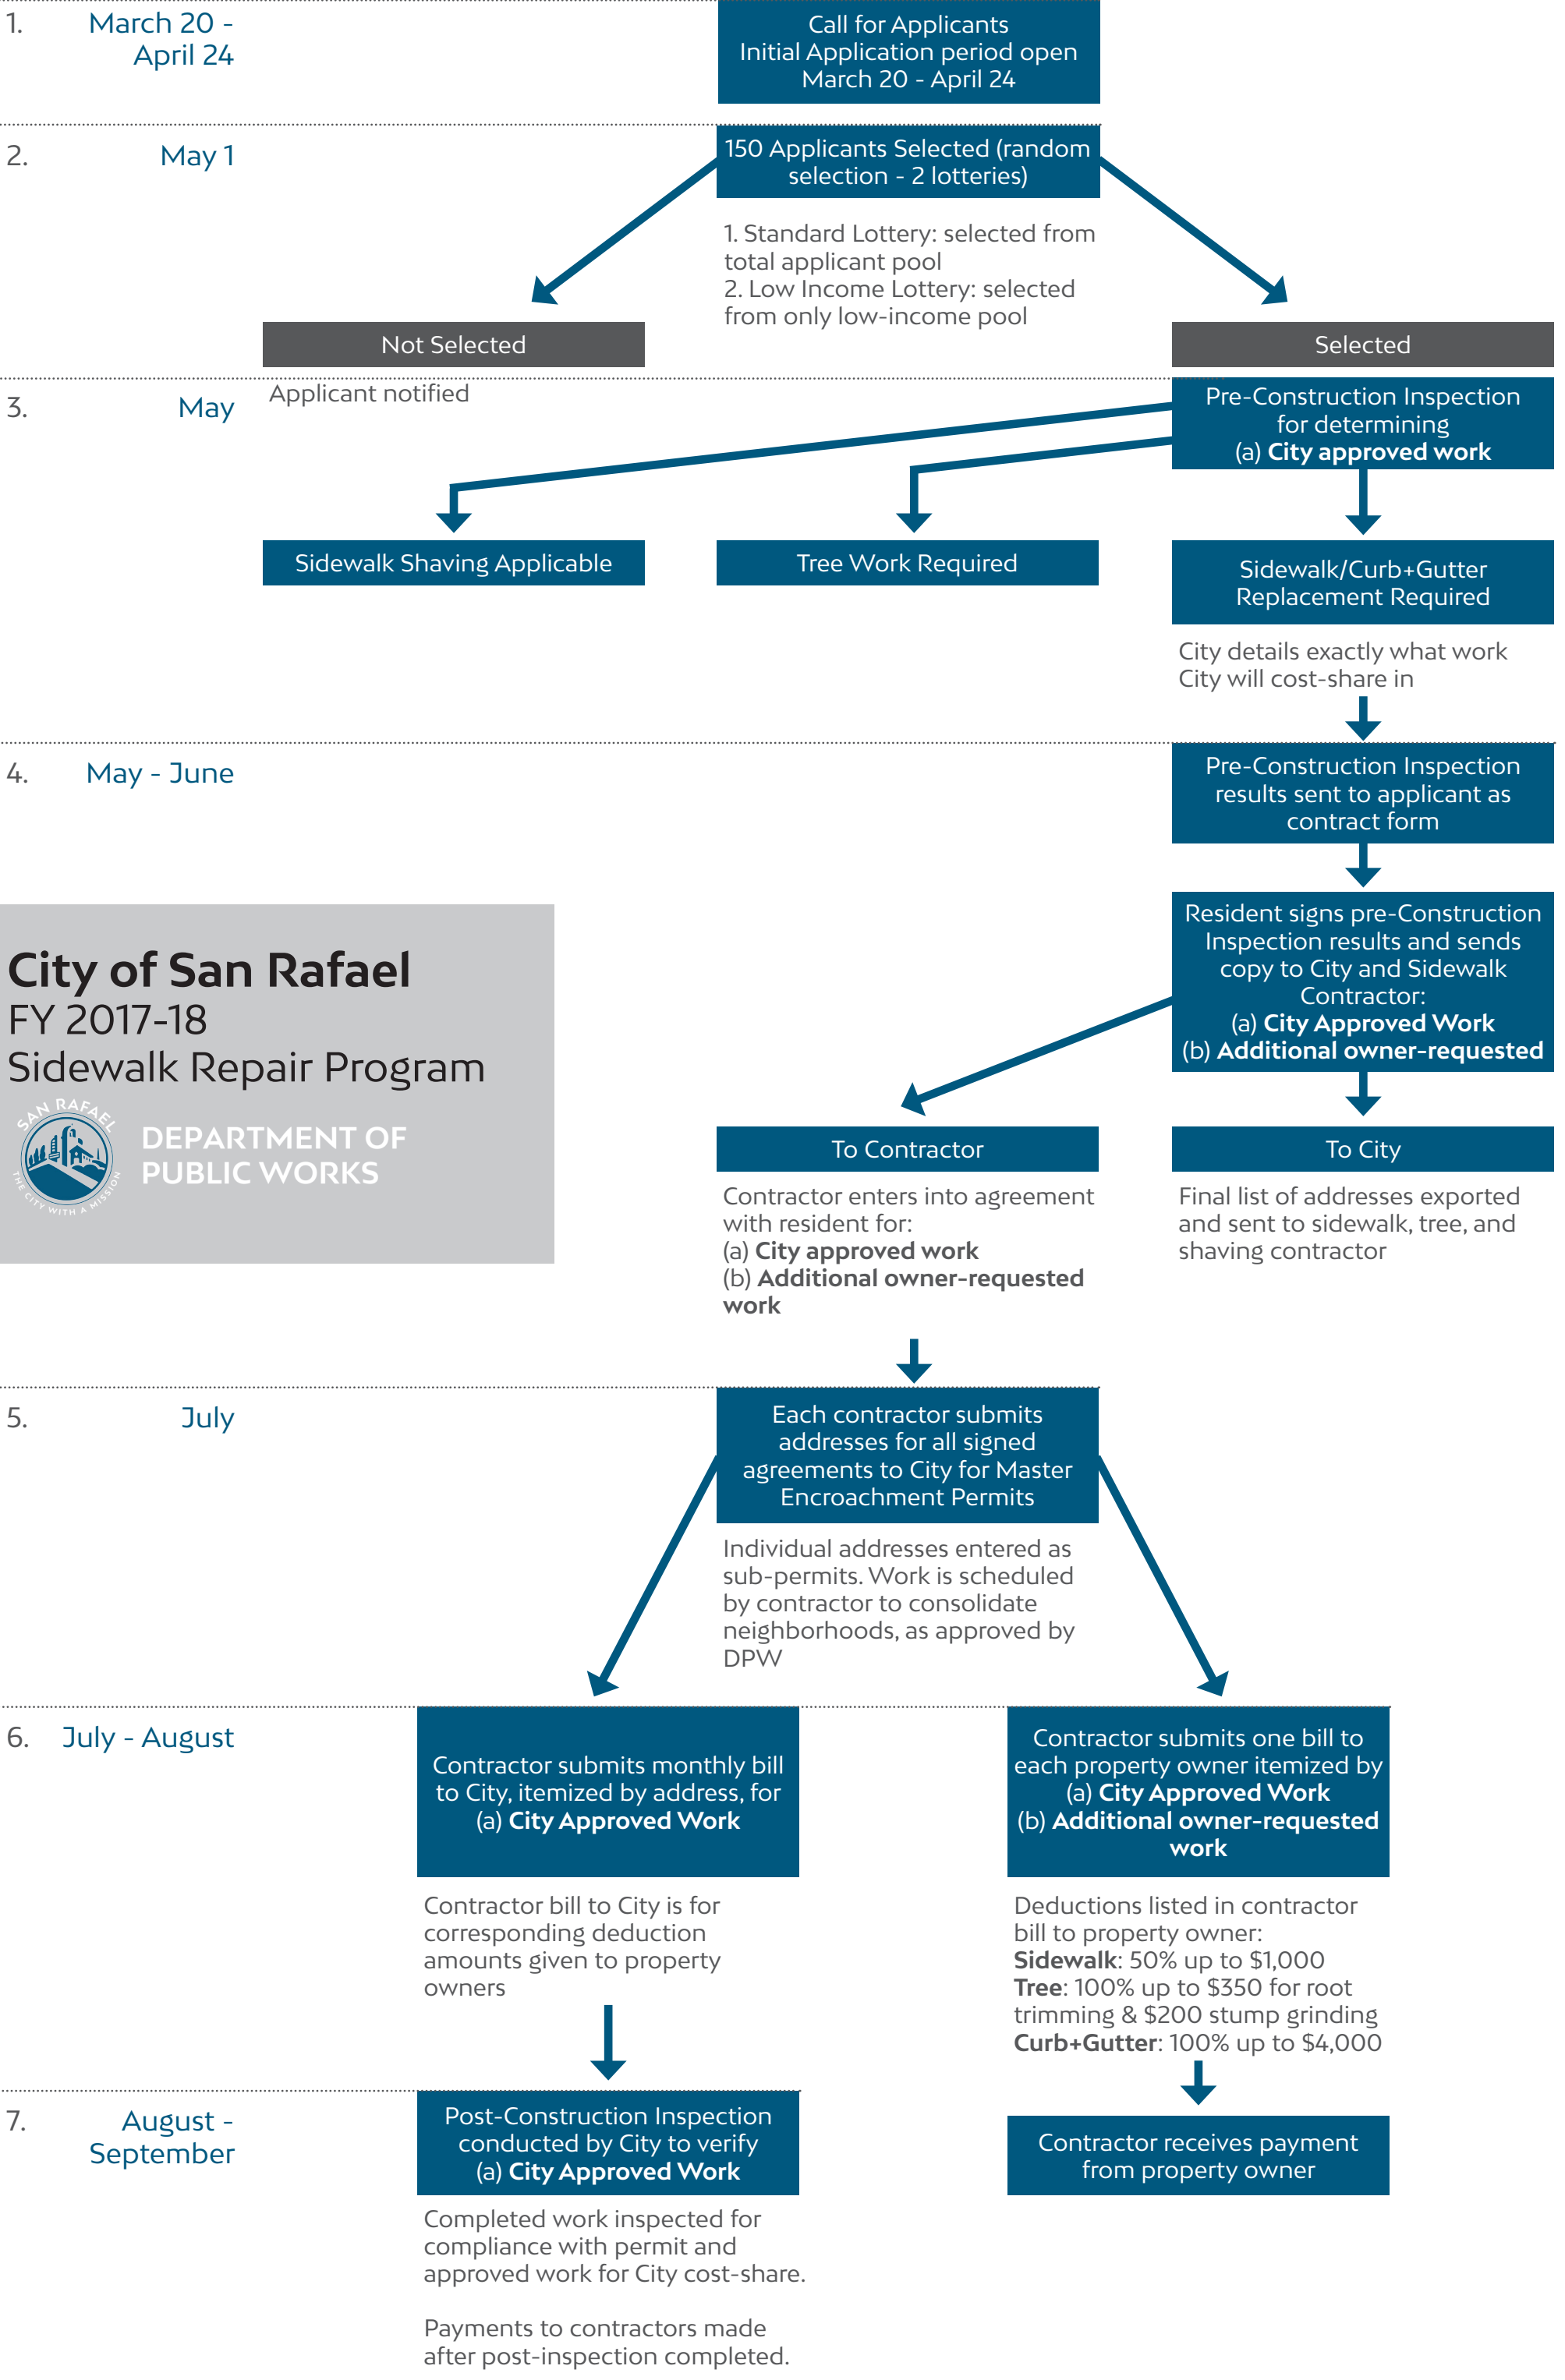 1.
March 20 -
April 24
Call for Applicants
Initial Application period open
March 20 - April 24
2.
May 1
150 Applicants Selected (random
selection - 2 lotteries)
1. Standard Lottery: selected from
total applicant pool
2. Low Income Lottery: selected
from only low-income pool
Not Selected
Selected
Applicant notified
3.
May
Pre-Construction Inspection
for determining
(a) City approved work
Sidewalk Shaving Applicable
Tree Work Required
Sidewalk/Curb+Gutter
Replacement Required
City details exactly what work
City will cost-share in
4.
May - June
Pre-Construction Inspection
results sent to applicant as
contract form
Resident signs pre-Construction
Inspection results and sends
copy to City and Sidewalk
Contractor:
(a) City Approved Work
(b) Additional owner-requested
City of San Rafael
FY 2017-18
Sidewalk Repair Program
SAN RAFAEL
THE CITY WITH A MISSION
DEPARTMENT OF
PUBLIC WORKS
To Contractor
Contractor enters into agreement
with resident for:
(a) City approved work
(b) Additional owner-requested
work
To City
Final list of addresses exported
and sent to sidewalk, tree, and
shaving contractor
5.
July
Each contractor submits
addresses for all signed
agreements to City for Master
Encroachment Permits
Individual addresses entered as
sub-permits. Work is scheduled
by contractor to consolidate
neighborhoods, as approved by
DPW
6.
July - August
Contractor submits monthly bill
to City, itemized by address, for
(a) City Approved Work
Contractor bill to City is for
corresponding deduction
amounts given to property
owners
Contractor submits one bill to
each property owner itemized by
(a) City Approved Work
(b) Additional owner-requested
work
Deductions listed in contractor
bill to property owner:
Sidewalk: 50% up to $1,000
Tree: 100% up to $350 for root
trimming & $200 stump grinding
Curb+Gutter: 100% up to $4,000
7.
August -
September
Post-Construction Inspection
conducted by City to verify
(a) City Approved Work
Completed work inspected for
compliance with permit and
approved work for City cost-share.
Payments to contractors made
after post-inspection completed.
Contractor receives payment
from property owner